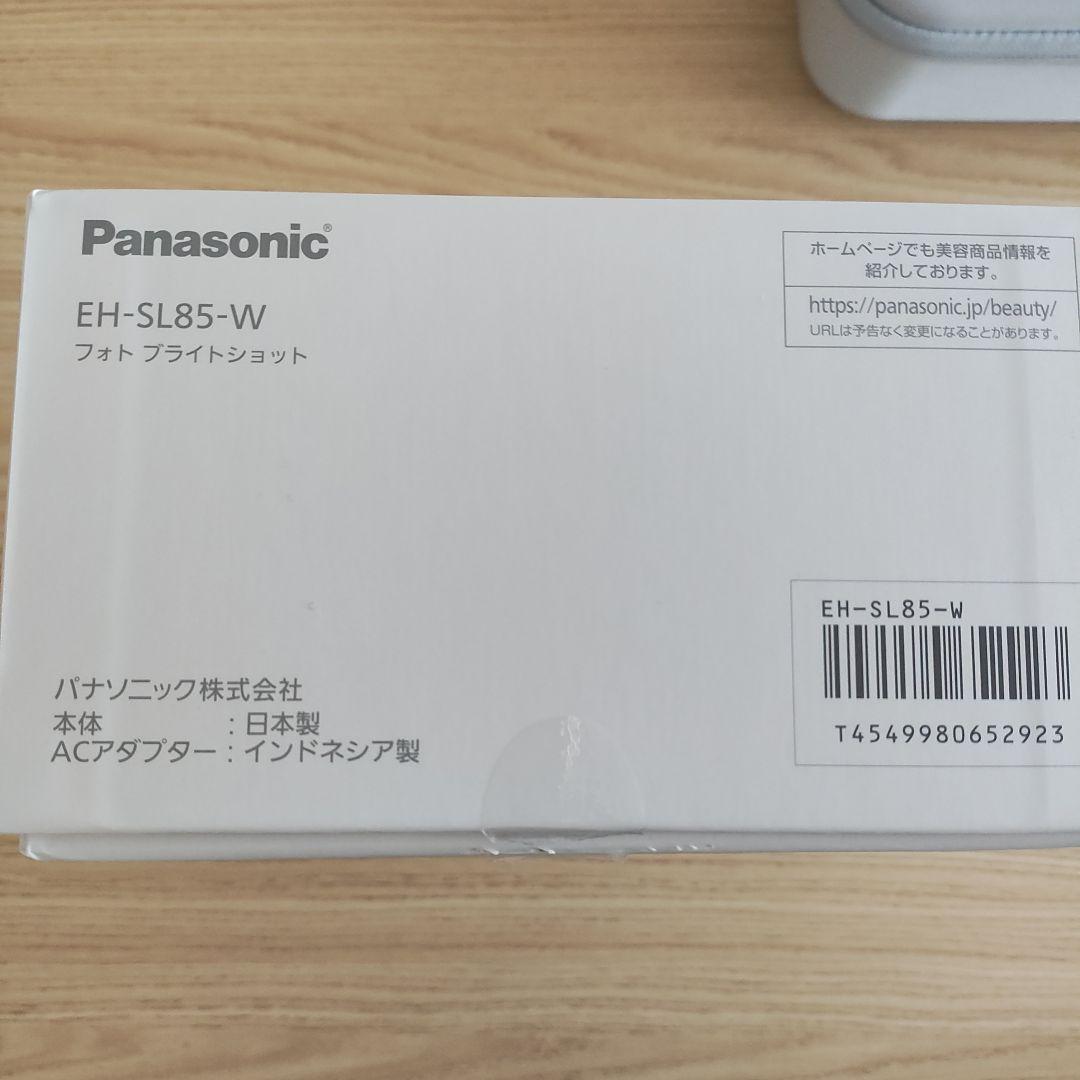 Panasonic®
EH-SL85-W
フォト ブライトショット
ホームページでも美容商品情報を
紹介しております。
https://panasonic.jp/beauty/
URLは予告なく変更になることがあります。
EH-SL85-W
T4549980652923
パナソニック株式会社
本体 : 日本製
ACアダプター : インドネシア製